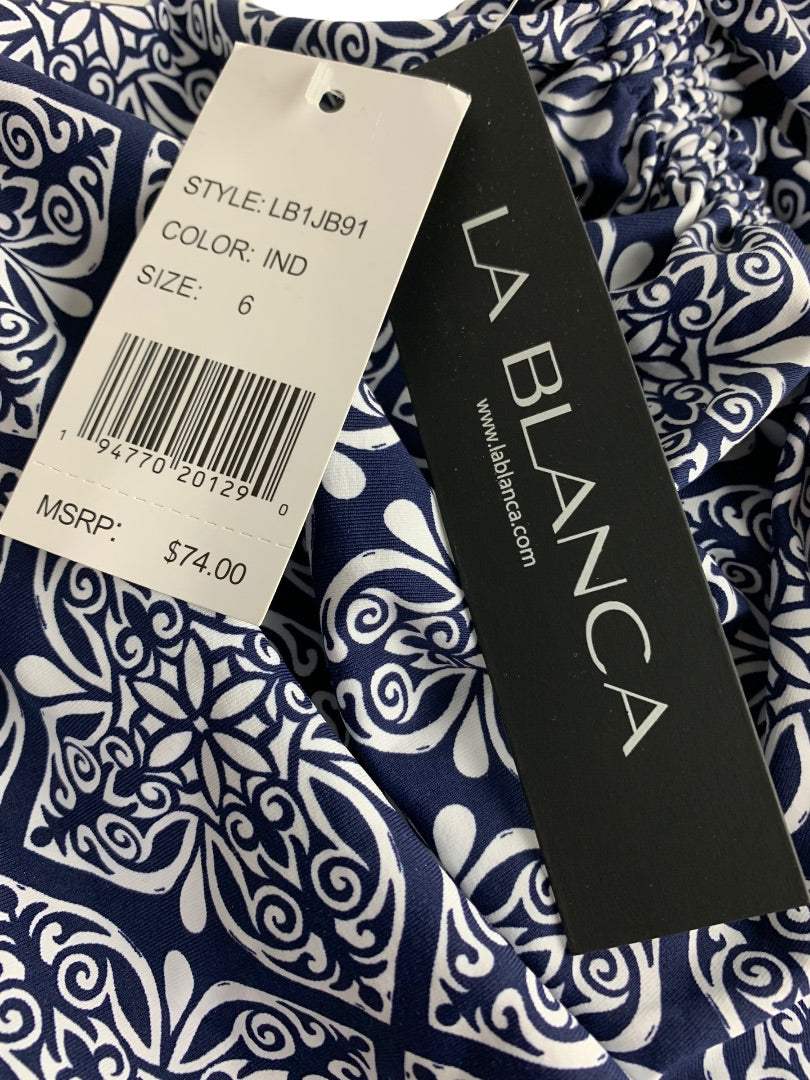 STYLE: LB1JB91
COLOR: IND
SIZE: 6
1 94770 20129 0
MSRP: $74.00
LA BLANCA
www.lablanca.com